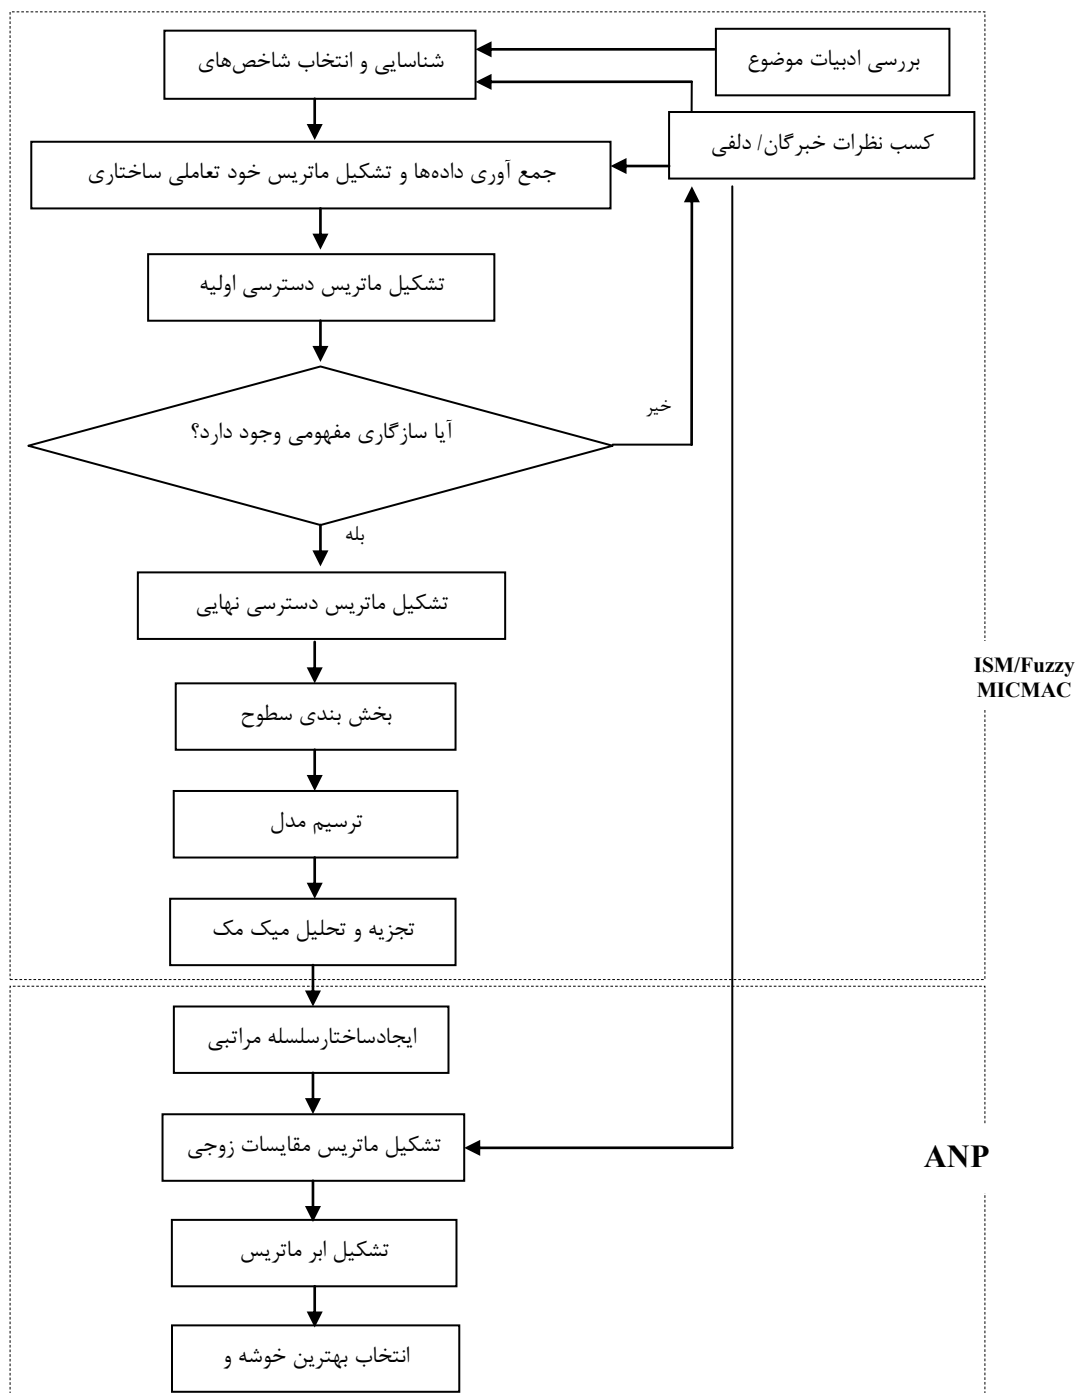 بررسی ادبیات موضوع
شناسایی و انتخاب شاخص‌های
کسب نظرات خبرگان/ دلفی
جمع آوری داده‌ها و تشکیل ماتریس خود تعاملی ساختاری
تشکیل ماتریس دسترسی اولیه
خیر
آیا سازگاری مفهومی وجود دارد؟
بله
تشکیل ماتریس دسترسی نهایی
ISM/Fuzzy
MICMAC
بخش بندی سطوح
ترسیم مدل
تجزیه و تحلیل میک مک
ایجادساختارسلسله مراتبی
تشکیل ماتریس مقایسات زوجی
ANP
تشکیل ابر ماتریس
انتخاب بهترین خوشه و